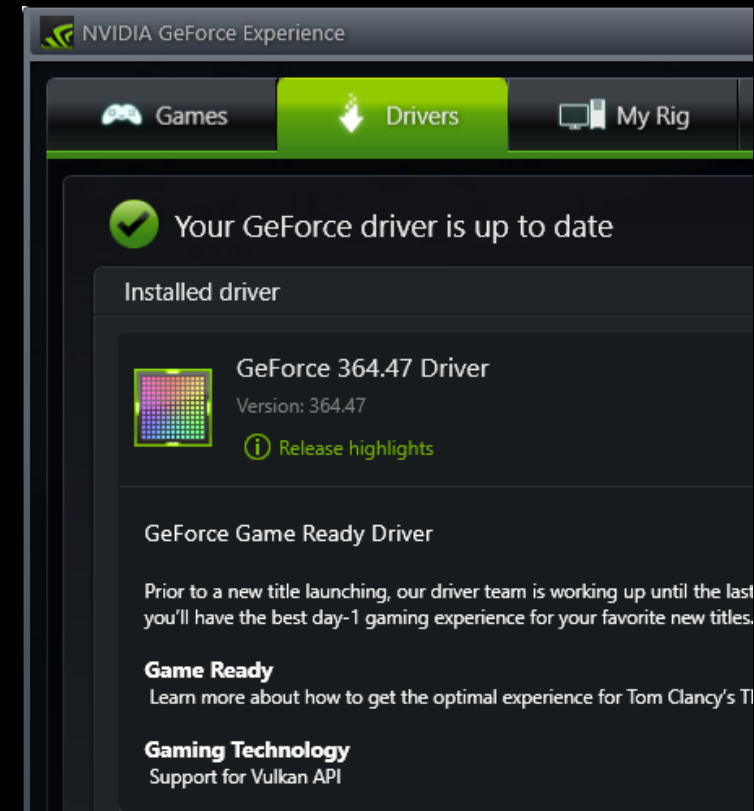 NVIDIA GeForce Experience
Games Drivers My Rig
Your GeForce driver is up to date
Installed driver
GeForce 364.47 Driver
Version: 364.47
Release highlights
GeForce Game Ready Driver
Prior to a new title launching, our driver team is working up until the last
you’ll have the best day-1 gaming experience for your favorite new titles.
Game Ready
Learn more about how to get the optimal experience for Tom Clancy’s
Gaming Technology
Support for Vulkan API